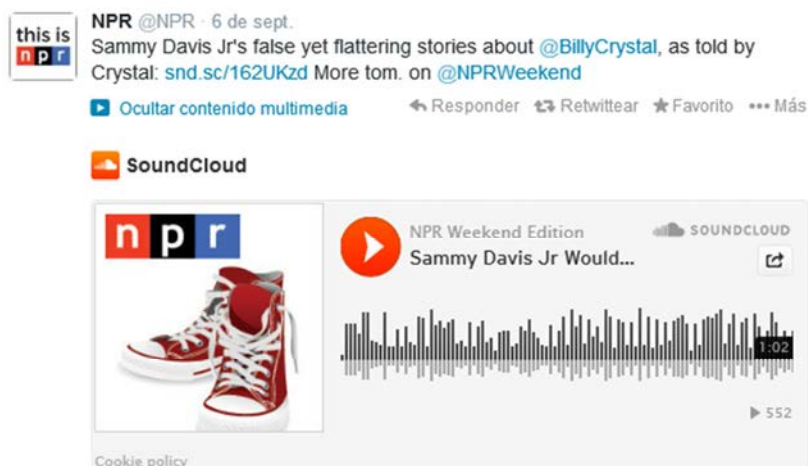 this is
npr
NPR @NPR · 6 de sept.
Sammy Davis Jr's false yet flattering stories about @BillyCrystal, as told by
Crystal: snd.sc/162UKzd More tom. on @NPRWeekend
Ocultar contenido multimedia Responder Retwittear Favorito Más
SoundCloud
npr
NPR Weekend Edition SOUNDCLOUD
Sammy Davis Jr Would...
1:02
552
Cookie policy